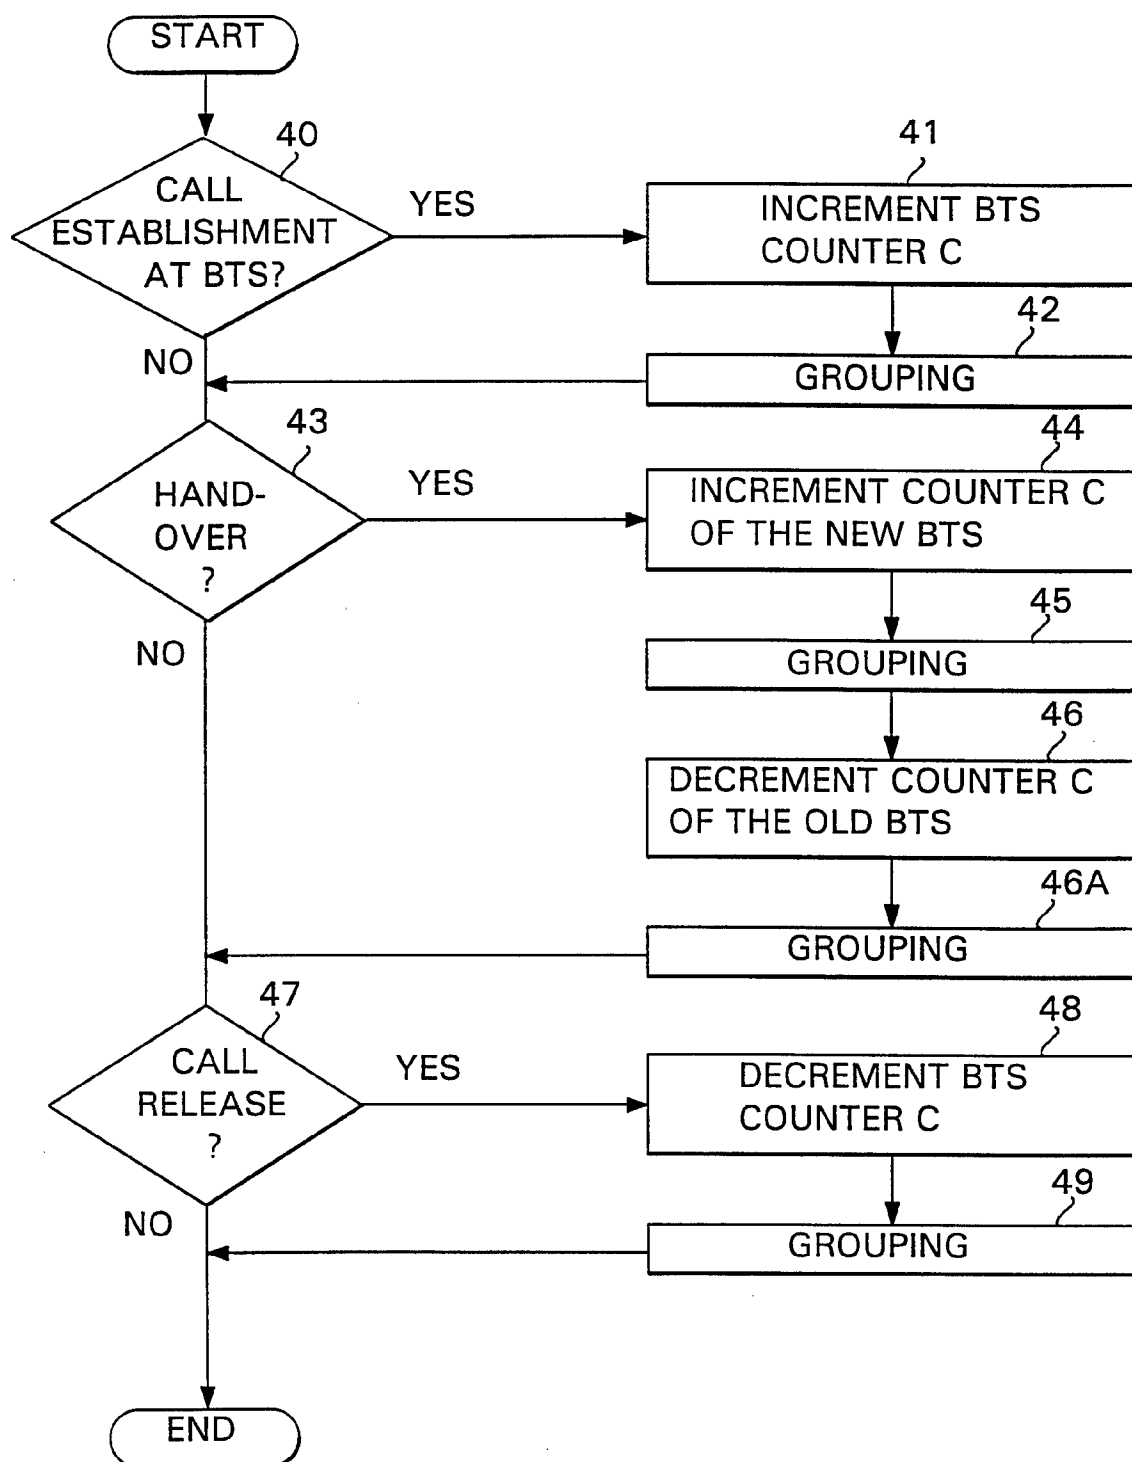 START
40
CALL
ESTABLISHMENT
AT BTS?
YES
41
INCREMENT BTS
COUNTER C
42
GROUPING
NO
43
HAND-
OVER
?
YES
44
INCREMENT COUNTER C
OF THE NEW BTS
45
GROUPING
NO
46
DECREMENT COUNTER C
OF THE OLD BTS
46A
GROUPING
47
CALL
RELEASE
?
YES
48
DECREMENT BTS
COUNTER C
49
GROUPING
NO
END